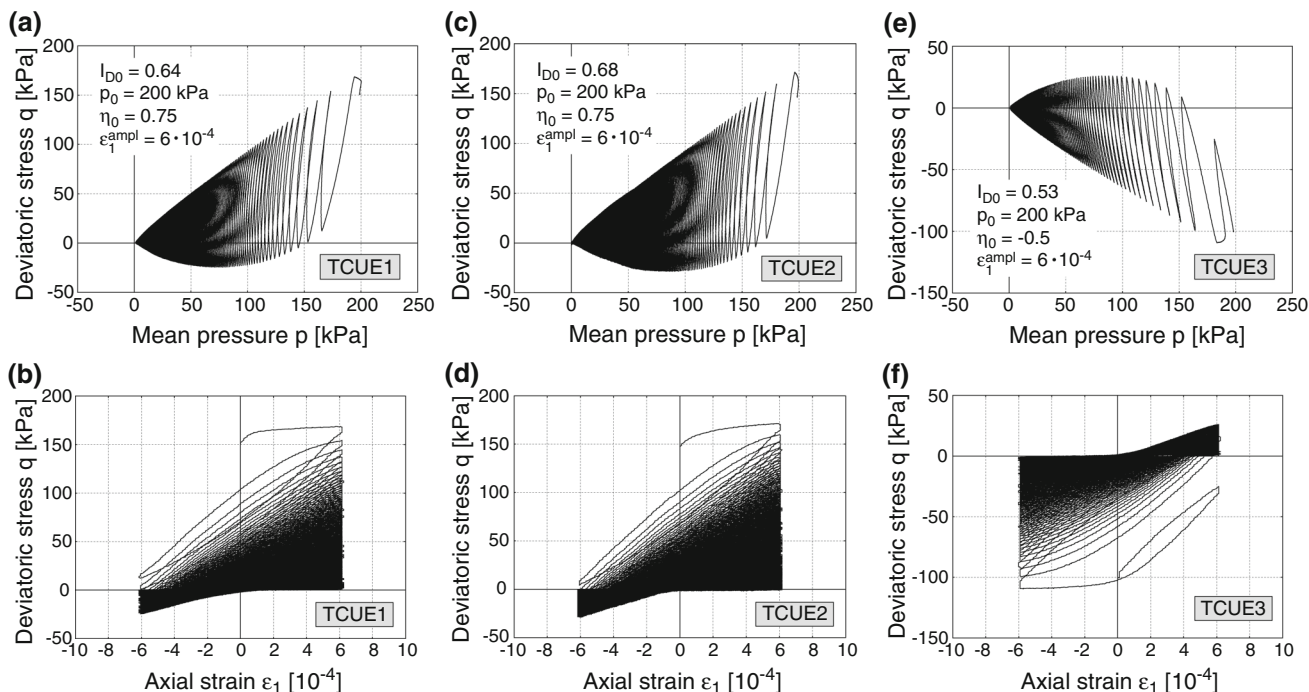 (a)
200
150
100
50
0
-50
Deviatoric stress q [kPa]
I_D0 = 0.64
p_0 = 200 kPa
η_0 = 0.75
ε_1^ampl = 6·10^-4
TCUE1
-50 0 50 100 150 200 250
Mean pressure p [kPa]
(c)
200
150
100
50
0
-50
Deviatoric stress q [kPa]
I_D0 = 0.68
p_0 = 200 kPa
η_0 = 0.75
ε_1^ampl = 6·10^-4
TCUE2
-50 0 50 100 150 200 250
Mean pressure p [kPa]
(e)
50
0
-50
-100
-150
Deviatoric stress q [kPa]
I_D0 = 0.53
p_0 = 200 kPa
η_0 = -0.5
ε_1^ampl = 6·10^-4
TCUE3
-50 0 50 100 150 200 250
Mean pressure p [kPa]
(b)
200
150
100
50
0
-50
Deviatoric stress q [kPa]
TCUE1
-10 -8 -6 -4 -2 0 2 4 6 8 10
Axial strain ε_1 [10^-4]
(d)
200
150
100
50
0
-50
Deviatoric stress q [kPa]
TCUE2
-10 -8 -6 -4 -2 0 2 4 6 8 10
Axial strain ε_1 [10^-4]
(f)
50
0
-50
-100
-150
Deviatoric stress q [kPa]
TCUE3
-10 -8 -6 -4 -2 0 2 4 6 8 10
Axial strain ε_1 [10^-4]